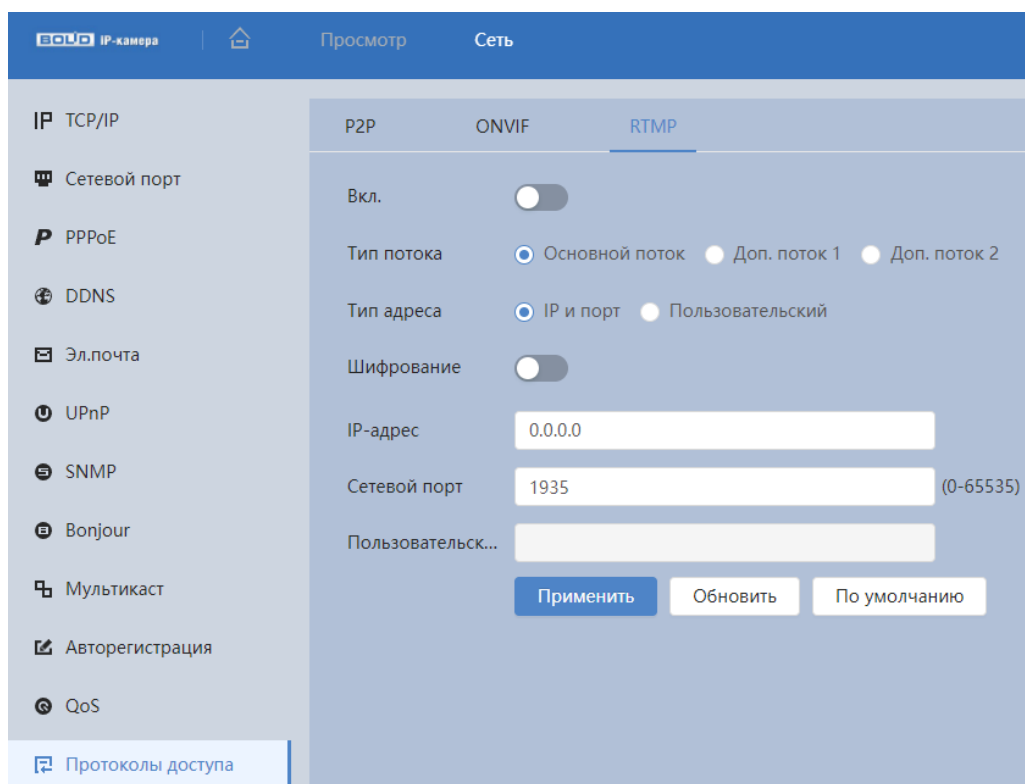 BOLID IP-камера
Просмотр
Сеть
TCP/IP
Сетевой порт
PPPoE
DDNS
Эл.почта
UPnP
SNMP
Bonjour
Мультикаст
Авторегистрация
QoS
Протоколы доступа
P2P ONVIF RTMP
Вкл.
Тип потока Основной поток Доп. поток 1 Доп. поток 2
Тип адреса IP и порт Пользовательский
Шифрование
IP-адрес 0.0.0.0
Сетевой порт 1935 (0-65535)
Пользовательск...
Применить Обновить По умолчанию